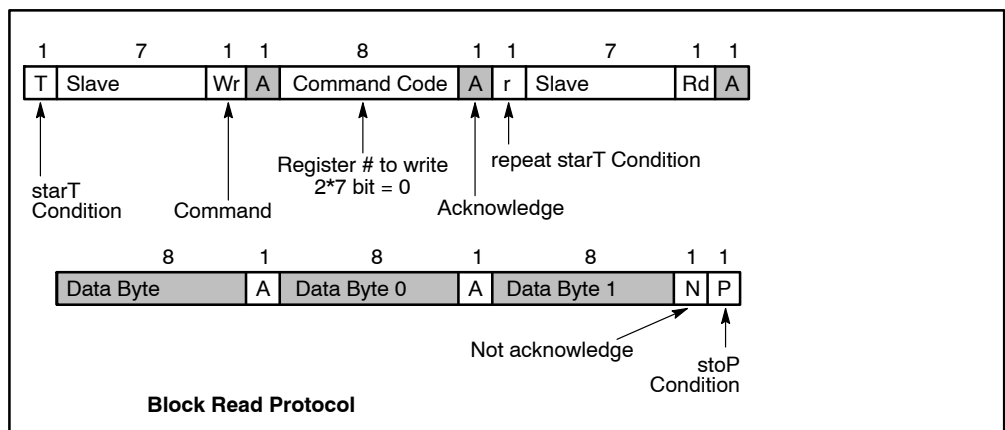 1 7 1 1 8 1 1 7 1 1
T Slave Wr A Command Code A r Slave Rd A
Register # to write
2*7 bit = 0
repeat starT Condition
starT
Condition
Command
Acknowledge
8 1 8 1 8 1 1
Data Byte A Data Byte 0 A Data Byte 1 N P
Not acknowledge
stoP
Condition
Block Read Protocol